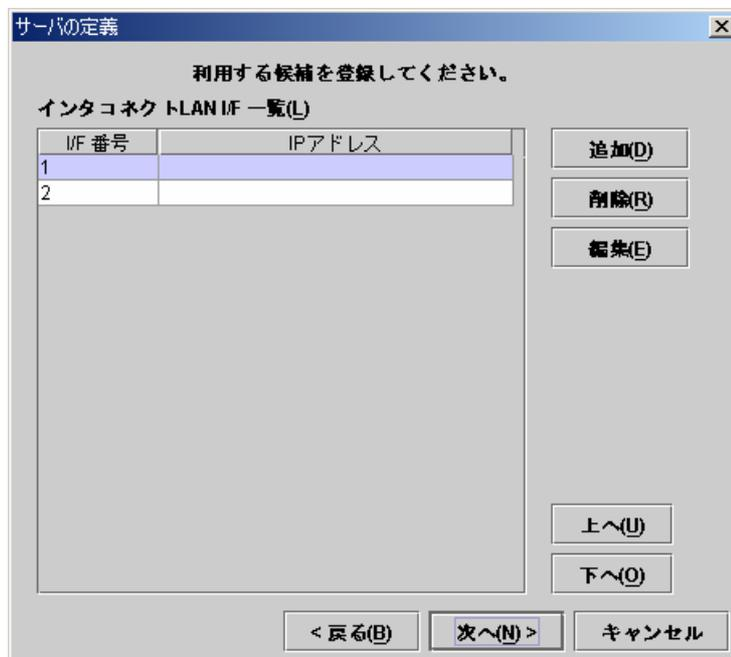 サーバの定義
利用する候補を登録してください。
インタコネクトLAN I/F 一覧(L)
I/F 番号 IPアドレス
1
2
追加(D)
削除(R)
編集(E)
上へ(U)
下へ(O)
< 戻る(B) 次へ(N) > キャンセル